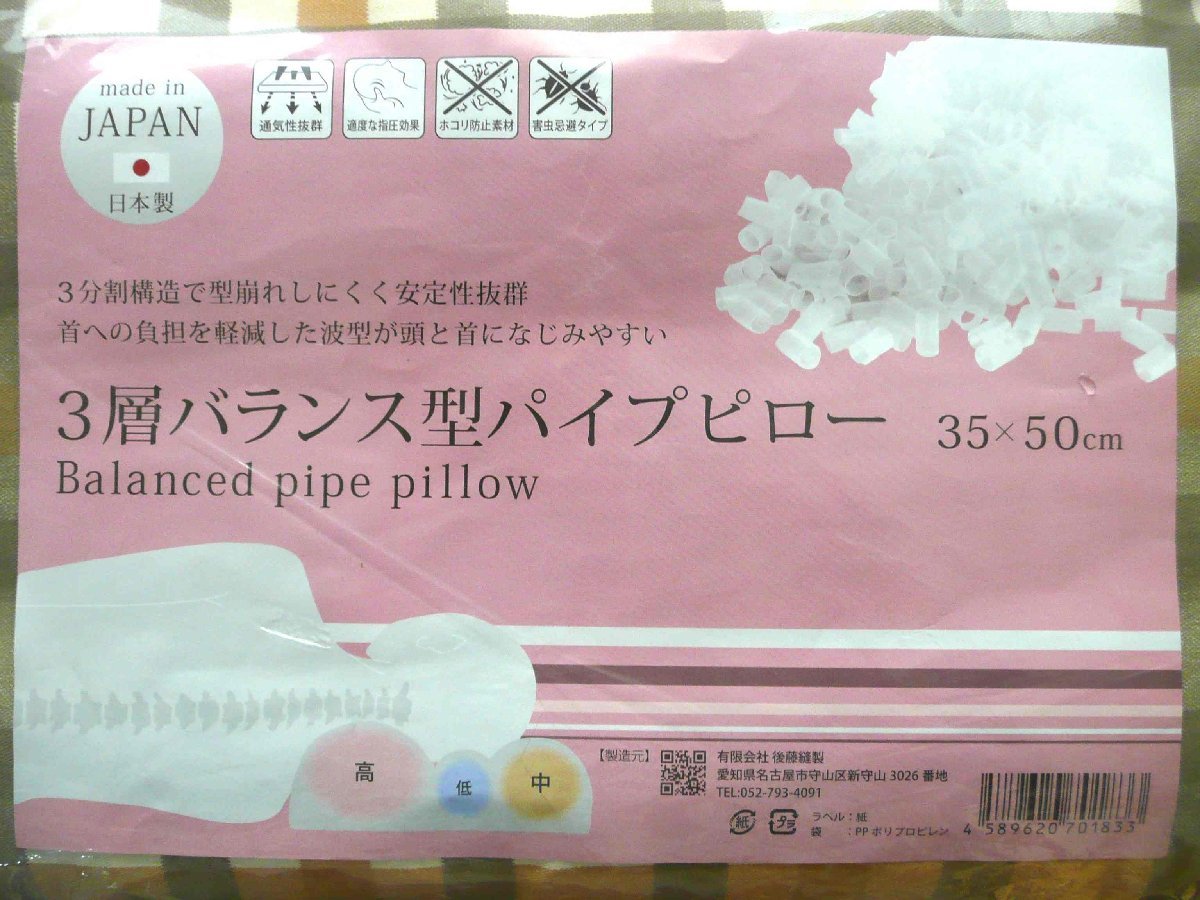 made in
JAPAN
日本製
通気性抜群
適度な指圧効果
ホコリ防止素材
害虫忌避タイプ
3分割構造で型崩れしにくく安定性抜群
首への負担を軽減した波型が頭と首になじみやすい
3層バランス型パイプピロー 35×50cm
Balanced pipe pillow
高
低
中
【製造元】
有限会社 後藤縫製
愛知県名古屋市守山区新守山 3026 番地
TEL:052-793-4091
紙
プラ
ラベル:紙
袋 :PP ポリプロピレン
4 589620 701833